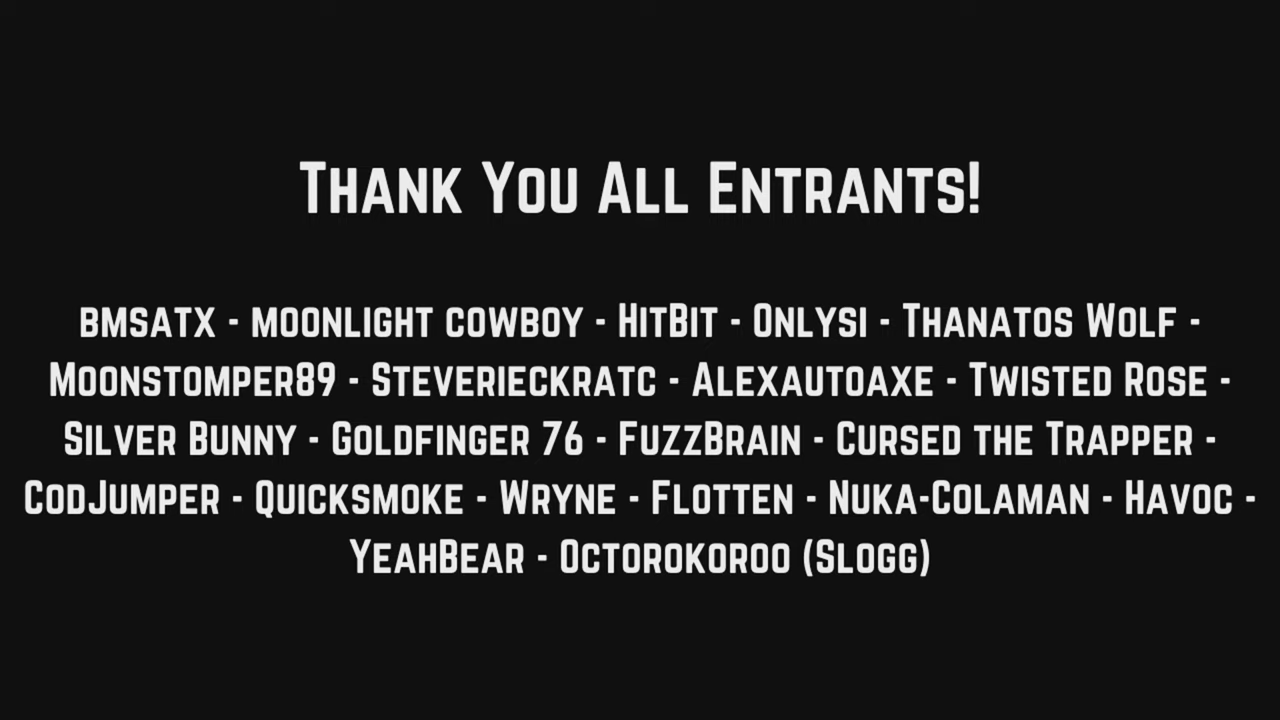 Thank You All Entrants!
bmsatx - moonlight cowboy - HitBit - Onlysi - Thanatos Wolf -
Moonstomper89 - Steverieckratc - Alexautoaxe - Twisted Rose -
Silver Bunny - Goldfinger 76 - FuzzBrain - Cursed the Trapper -
CodJumper - Quicksmoke - Wryne - Flotten - Nuka-Colaman - Havoc -
YeahBear - Octorokoroo (Slogg)